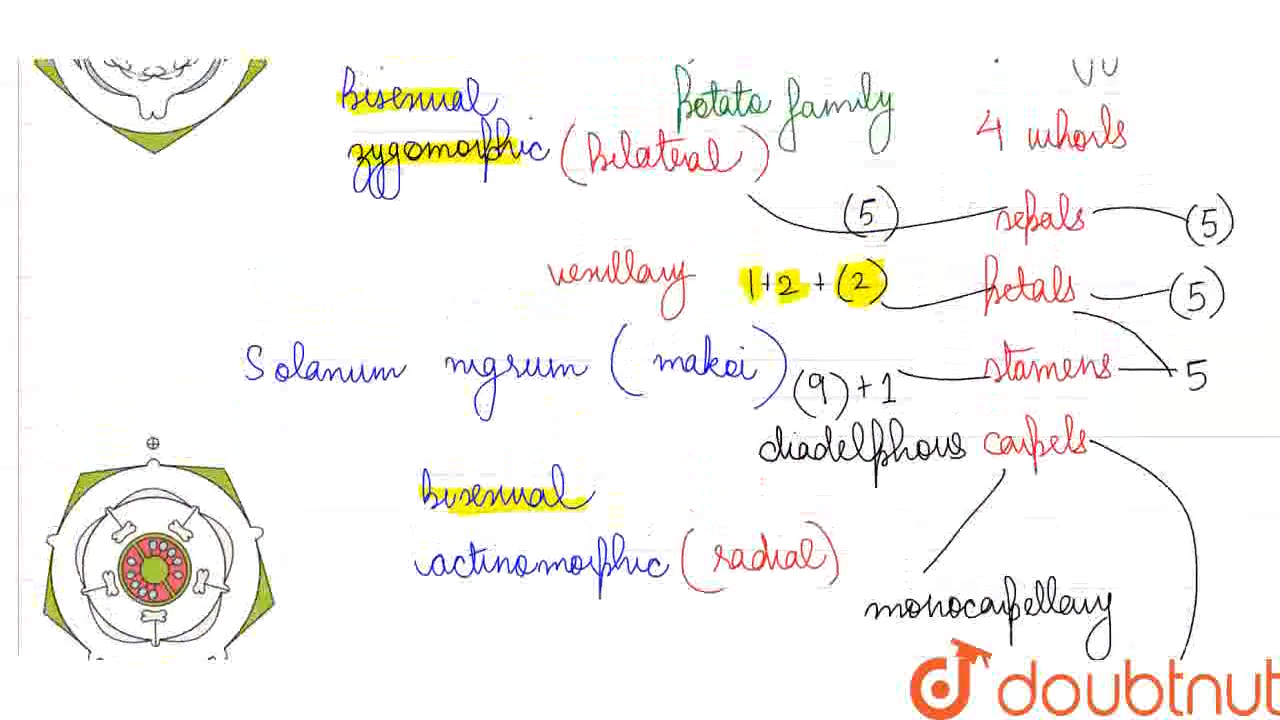 bisexual
potato family
4 whorls
zygomorphic (bilateral)
(5) sepals (5)
vexillary 1+2+(2) petals (5)
Solanum nigrum (makoi)
(9)+1 stamens 5
diadelphous carpels
bisexual
actinomorphic (radial)
monocarpellary
doubtnut